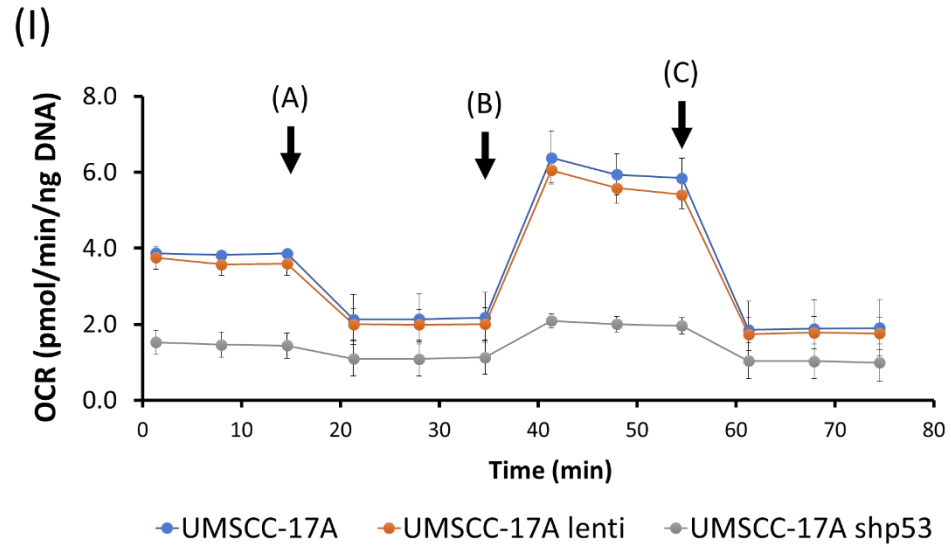 (I)
OCR (pmol/min/ng DNA)
8.0
6.0
4.0
2.0
0.0
(A)
(B)
(C)
0 10 20 30 40 50 60 70 80
Time (min)
UMSCC-17A UMSCC-17A lenti UMSCC-17A shp53